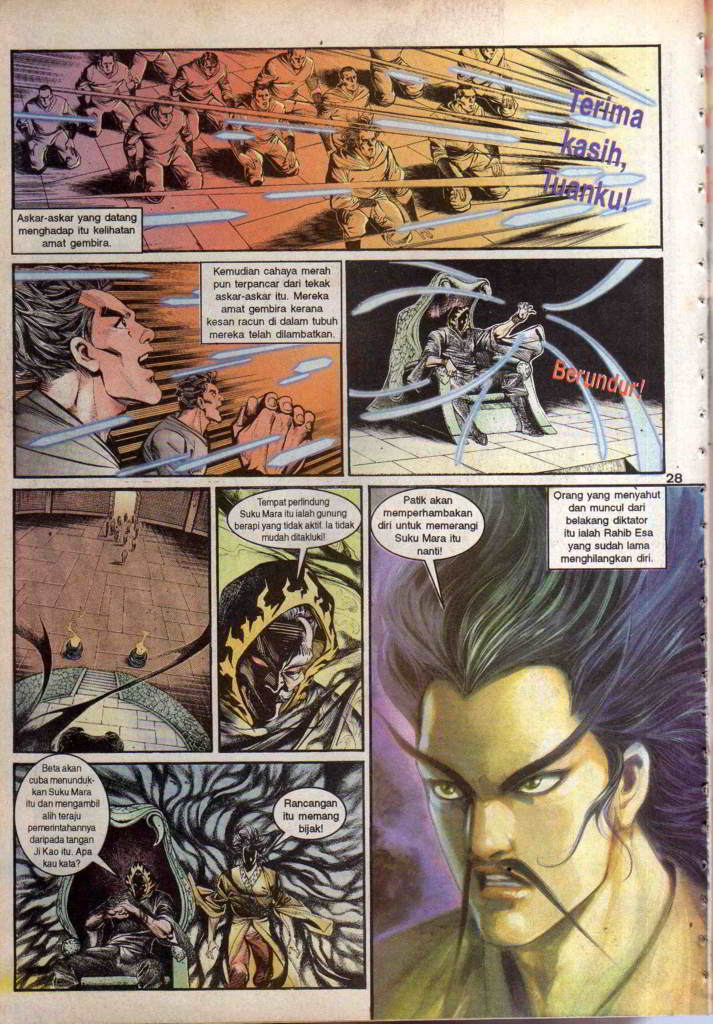 Terima
kasih,
Tuanku!
Askar-askar yang datang
menghadap itu kelihatan
amat gembira.
Kemudian cahaya merah
pun terpancar dari tekak
askar-askar itu. Mereka
amat gembira kerana
kesan racun di dalam tubuh
mereka telah dilambatkan.
Berundur!
28
Tempat perlindung
Suku Mara itu ialah gunung
berapi yang tidak aktif. Ia tidak
mudah ditakluki!
Patik akan
memperhambakan
diri untuk memerangi
Suku Mara itu
nanti!
Orang yang menyahut
dan muncul dari
belakang diktator
itu ialah Rahib Esa
yang sudah lama
menghilangkan diri.
Beta akan
cuba menunduk-
kan Suku Mara
itu dan mengambil
alih teraju
pemerintahannya
daripada tangan
Ji Kao itu. Apa
kau kata?
Rancangan
itu memang
bijak!